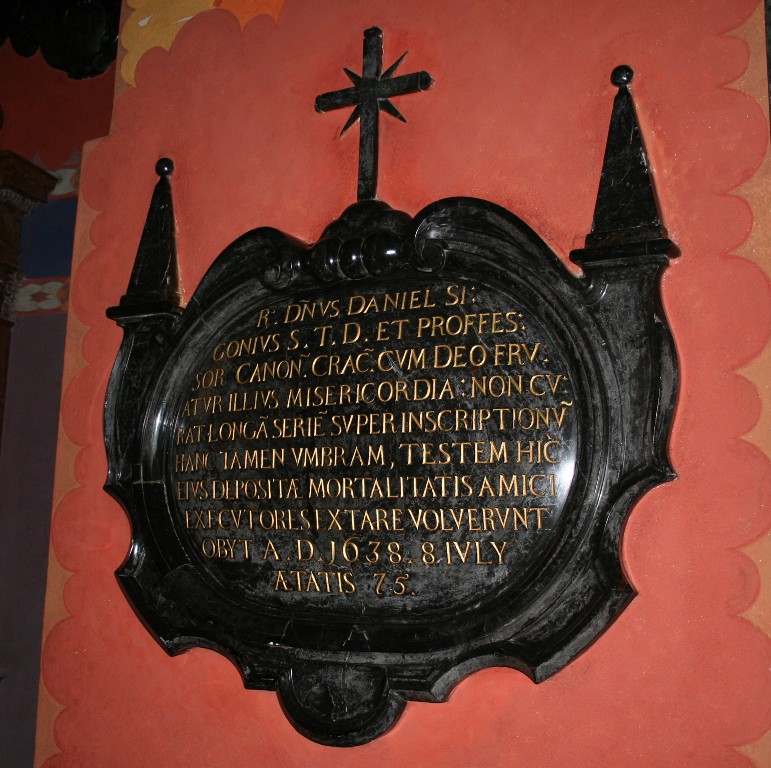 R: DÑVS DANIEL SI:
GONIVS S. T. D. ET PROFFES:
SOR CANOÑ. CRAC̃. CVM DEO FRV:
ATVR ILLIVS MISERICORDIA: NON CV:
RAT LONGÃ SERIẼ SVPER INSCRIPTIONṼ
HANC TAMEN VMBRAM, TESTEM HIC̃
EIVS DEPOSITÆ MORTALITATIS AMICI
EXECVTORES EXTARE VOLVERVNT
OBYT A. D. 1638. 8. IVLY
ÆTATIS 75.